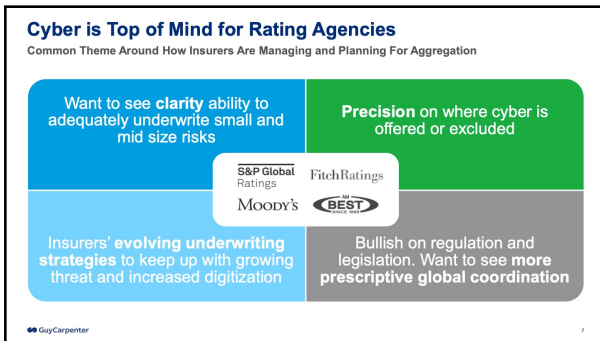 Cyber is Top of Mind for Rating Agencies
Common Theme Around How Insurers Are Managing and Planning For Aggregation
Want to see clarity ability to
adequately underwrite small and
mid size risks
Precision on where cyber is
offered or excluded
S&P Global
Ratings
FitchRatings
MOODY'S
AM
BEST
SINCE 1899
Insurers' evolving underwriting
strategies to keep up with growing
threat and increased digitization
Bullish on regulation and
legislation. Want to see more
prescriptive global coordination
GuyCarpenter
7